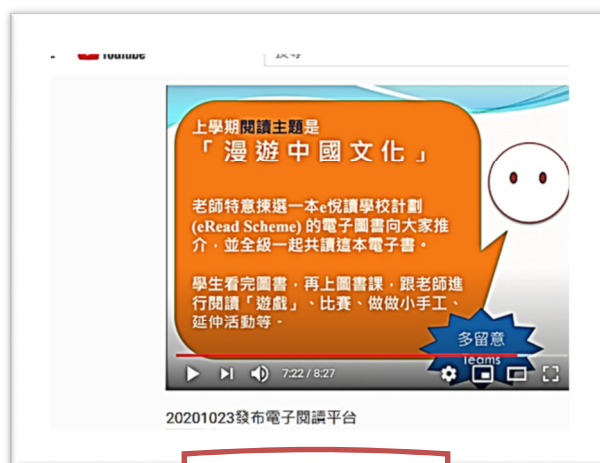 上學期閱讀主題是
「漫遊中國文化」
老師特意揀選一本e悅讀學校計劃
(eRead Scheme) 的電子圖書向大家推
介，並全級一起共讀這本電子書。
學生看完圖書，再上圖書課，跟老師進
行閱讀「遊戲」、比賽、做做小手工、
延伸活動等。
多留意
Teams
7:22 / 8:27
20201023發布電子閱讀平台